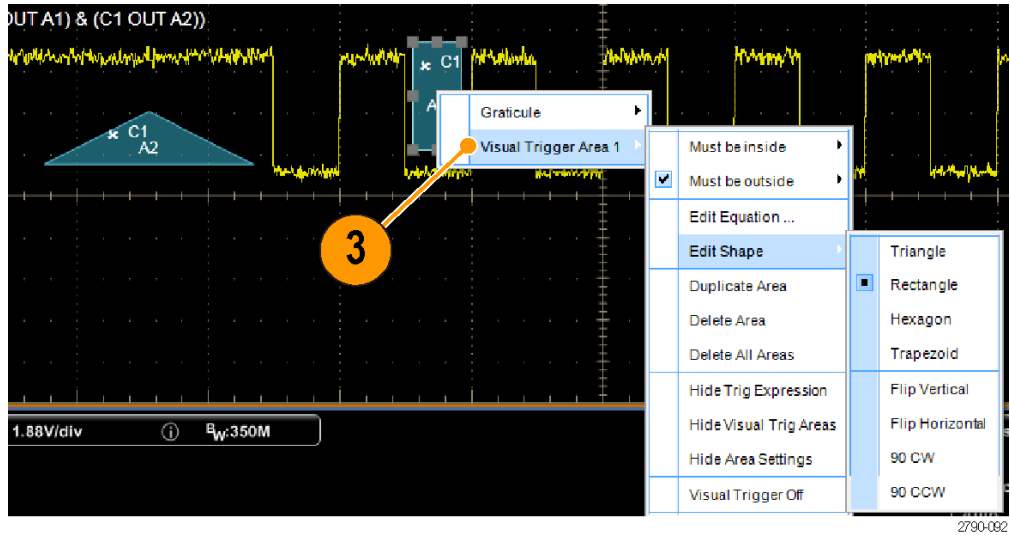 OUT A1) & (C1 OUT A2))
C1
A
C1
A2
Graticule
Visual Trigger Area 1
3
Must be inside
Must be outside
Edit Equation ...
Edit Shape
Duplicate Area
Delete Area
Delete All Areas
Hide Trig Expression
Hide Visual Trig Areas
Hide Area Settings
Visual Trigger Off
Triangle
Rectangle
Hexagon
Trapezoid
Flip Vertical
Flip Horizontal
90 CW
90 CCW
1.88V/div
BW:350M
2790-092